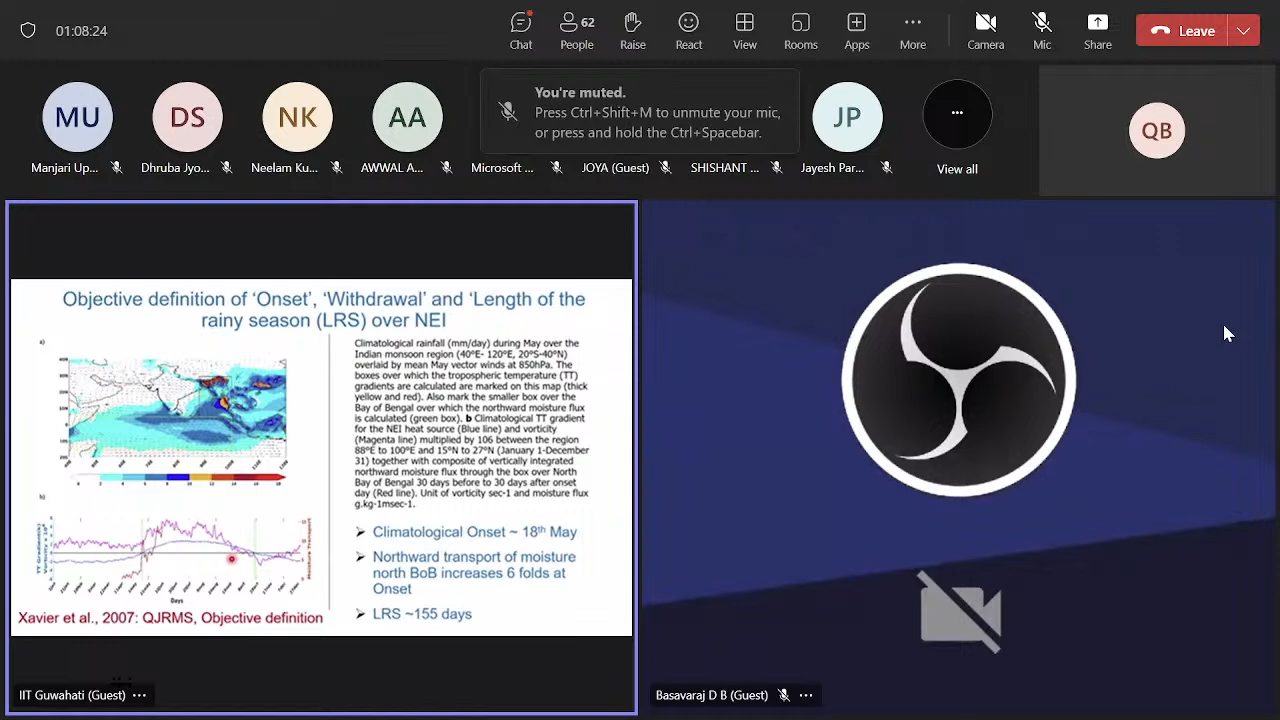 01:08:24
Chat
People
62
Raise
React
View
Rooms
Apps
More
Camera
Mic
Share
Leave
MU
DS
NK
AA
You're muted.
Press Ctrl+Shift+M to unmute your mic,
or press and hold the Ctrl+Spacebar.
JP
QB
Manjari Up...
Dhruba Jyo...
Neelam Ku...
AWWAL A...
Microsoft ...
JOYA (Guest)
SHISHANT ...
Jayesh Par...
View all
Objective definition of 'Onset', 'Withdrawal' and 'Length of the
rainy season (LRS) over NEI
a)
Climatological rainfall (mm/day) during May over the
Indian monsoon region (40°E- 120°E, 20°S-40°N)
overlaid by mean May vector winds at 850hPa. The
boxes over which the tropospheric temperature (TT)
gradients are calculated are marked on this map (thick
yellow and red). Also mark the smaller box over the
Bay of Bengal over which the northward moisture flux
is calculated (green box). b Climatological TT gradient
for the NEI heat source (Blue line) and vorticity
(Magenta line) multiplied by 106 between the region
88°E to 100°E and 15°N to 27°N (January 1-December
31) together with composite of vertically integrated
northward moisture flux through the box over North
Bay of Bengal 30 days before to 30 days after onset
day (Red line). Unit of vorticity sec-1 and moisture flux
g.kg-1msec-1.
b)
Days
➢ Climatological Onset ~ 18th May
➢ Northward transport of moisture
north BoB increases 6 folds at
Onset
➢ LRS ~155 days
Xavier et al., 2007: QJRMS, Objective definition
IIT Guwahati (Guest)
Basavaraj D B (Guest)